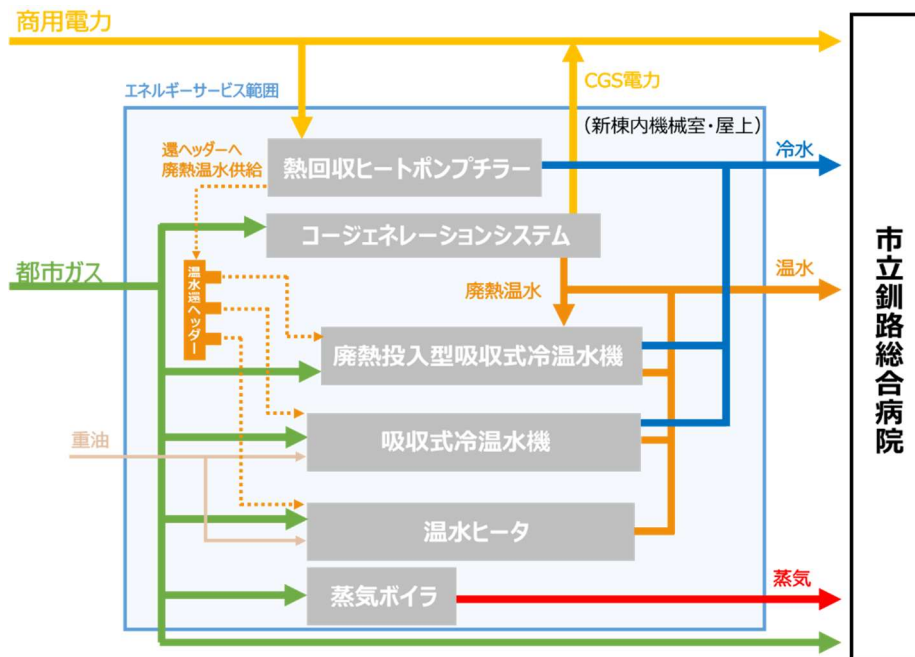 商用電力
エネルギーサービス範囲
CGS電力
(新棟内機械室・屋上)
還ヘッダーへ
廃熱温水供給
熱回収ヒートポンプチラー
冷水
コージェネレーションシステム
都市ガス
温水還ヘッダー
廃熱温水
温水
廃熱投入型吸収式冷温水機
吸収式冷温水機
重油
温水ヒータ
蒸気ボイラ
蒸気
市立釧路総合病院